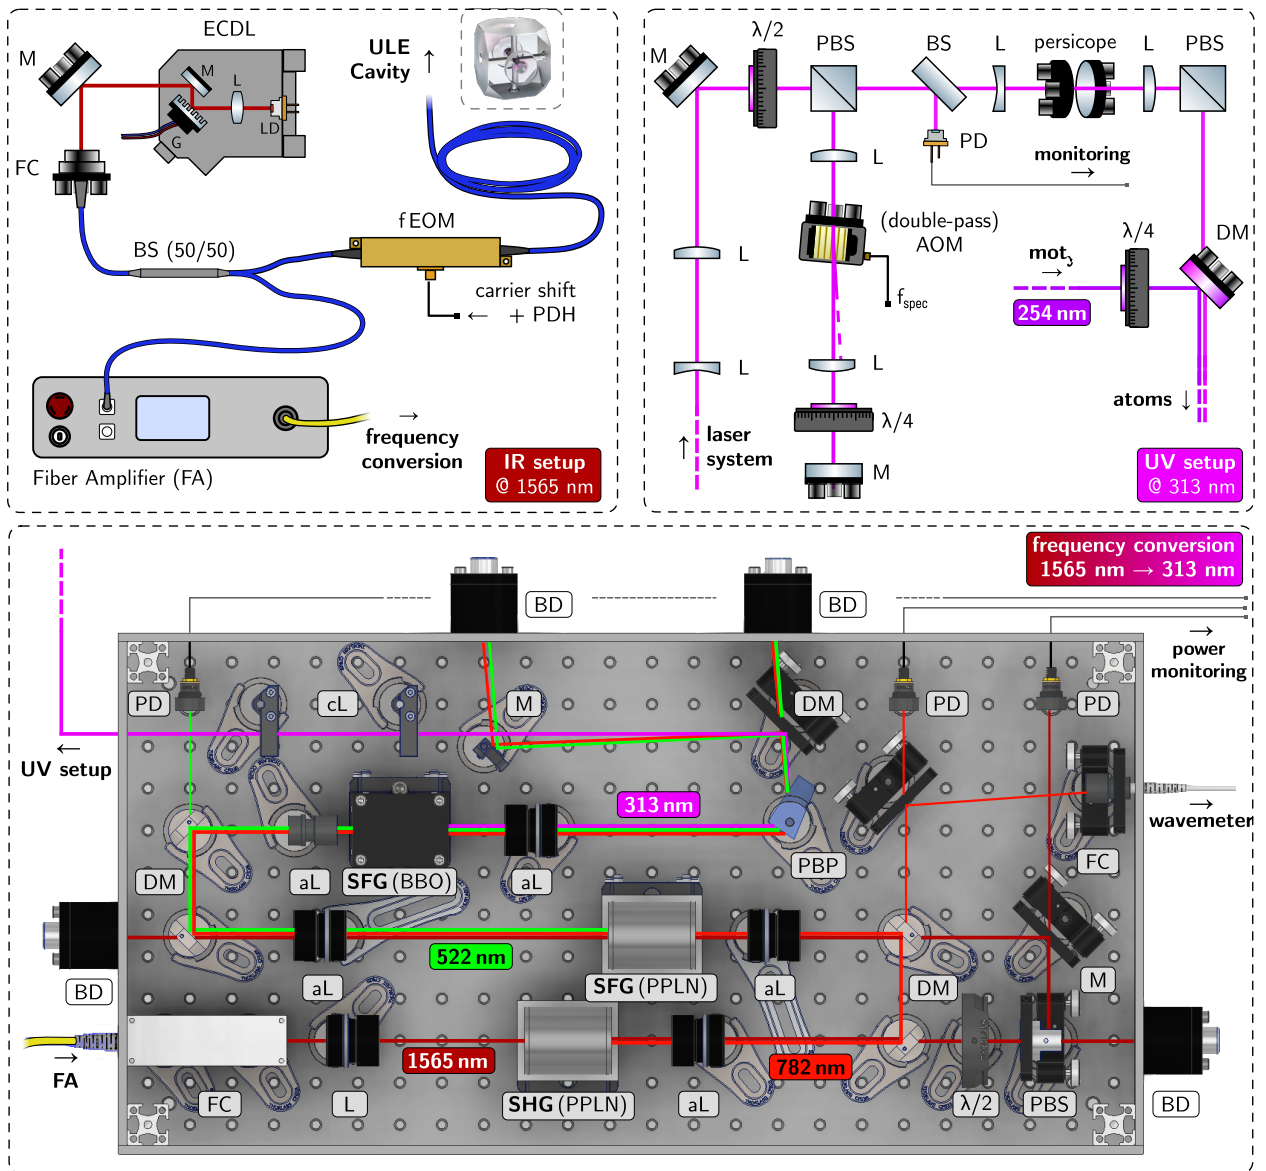 ECDL
M
M
L
LD
G
FC
ULE
Cavity ↑
BS (50/50)
fEOM
carrier shift
← + PDH
Fiber Amplifier (FA)
→
frequency
conversion
IR setup
@ 1565 nm
M
λ/2
PBS
BS
L
persicope
L
PBS
PD
monitoring
→
L
(double-pass)
AOM
f_spec
L
L
L
λ/4
M
↑ laser
system
mot
→
254 nm
λ/4
DM
atoms ↓
UV setup
@ 313 nm
frequency conversion
1565 nm → 313 nm
BD
BD
→
power
monitoring
PD
cL
M
DM
PD
PD
←
UV setup
313 nm
→
wavemeter
FC
PBP
DM
aL
SFG (BBO)
aL
522 nm
BD
aL
SFG (PPLN)
aL
DM
M
→
FA
1565 nm
782 nm
FC
L
SHG (PPLN)
aL
λ/2
PBS
BD